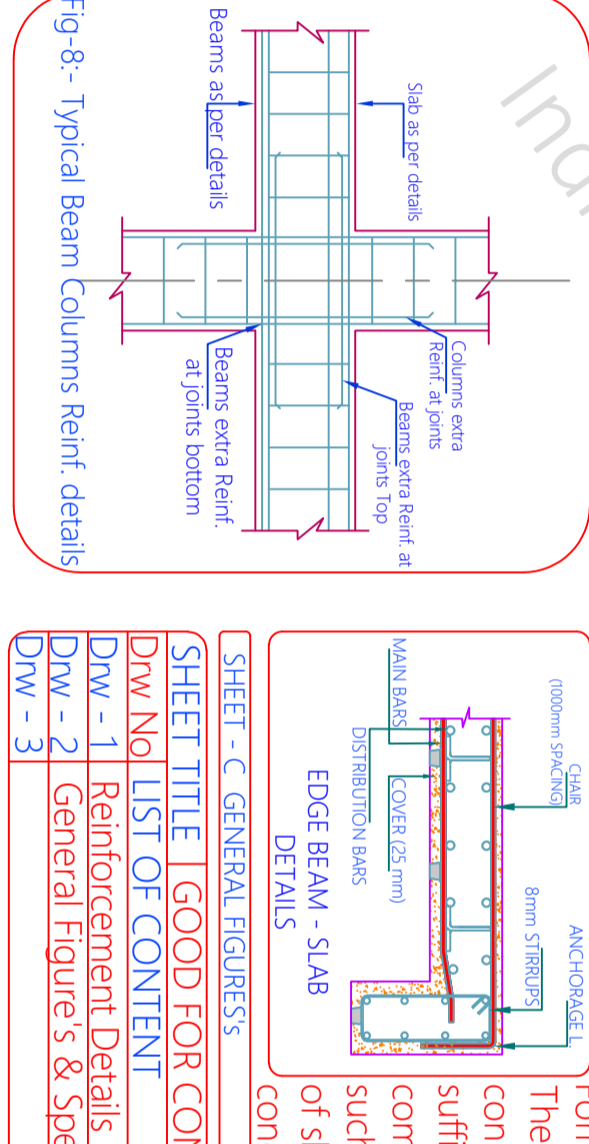 Slab as per details
Columns extra
Reinf. at joints
Beams extra Reinf. at
joints Top
Beams as per details
Beams extra Reinf.
at joints bottom
Fig-8:- Typical Beam Columns Reinf. details
CHAIR
(1000mm SPACING)
ANCHORAGE L.
8mm STIRRUPS
MAIN BARS
COVER (25 mm)
DISTRIBUTION BARS
EDGE BEAM - SLAB
DETAILS
The
con
suffi
com
such
of sl
con
SHEET - C GENERAL FIGURES's
SHEET TITLE GOOD FOR CON
Drw No LIST OF CONTENT
Drw - 1 Reinforcement Details
Drw - 2 General Figure's & Spe
Drw - 3